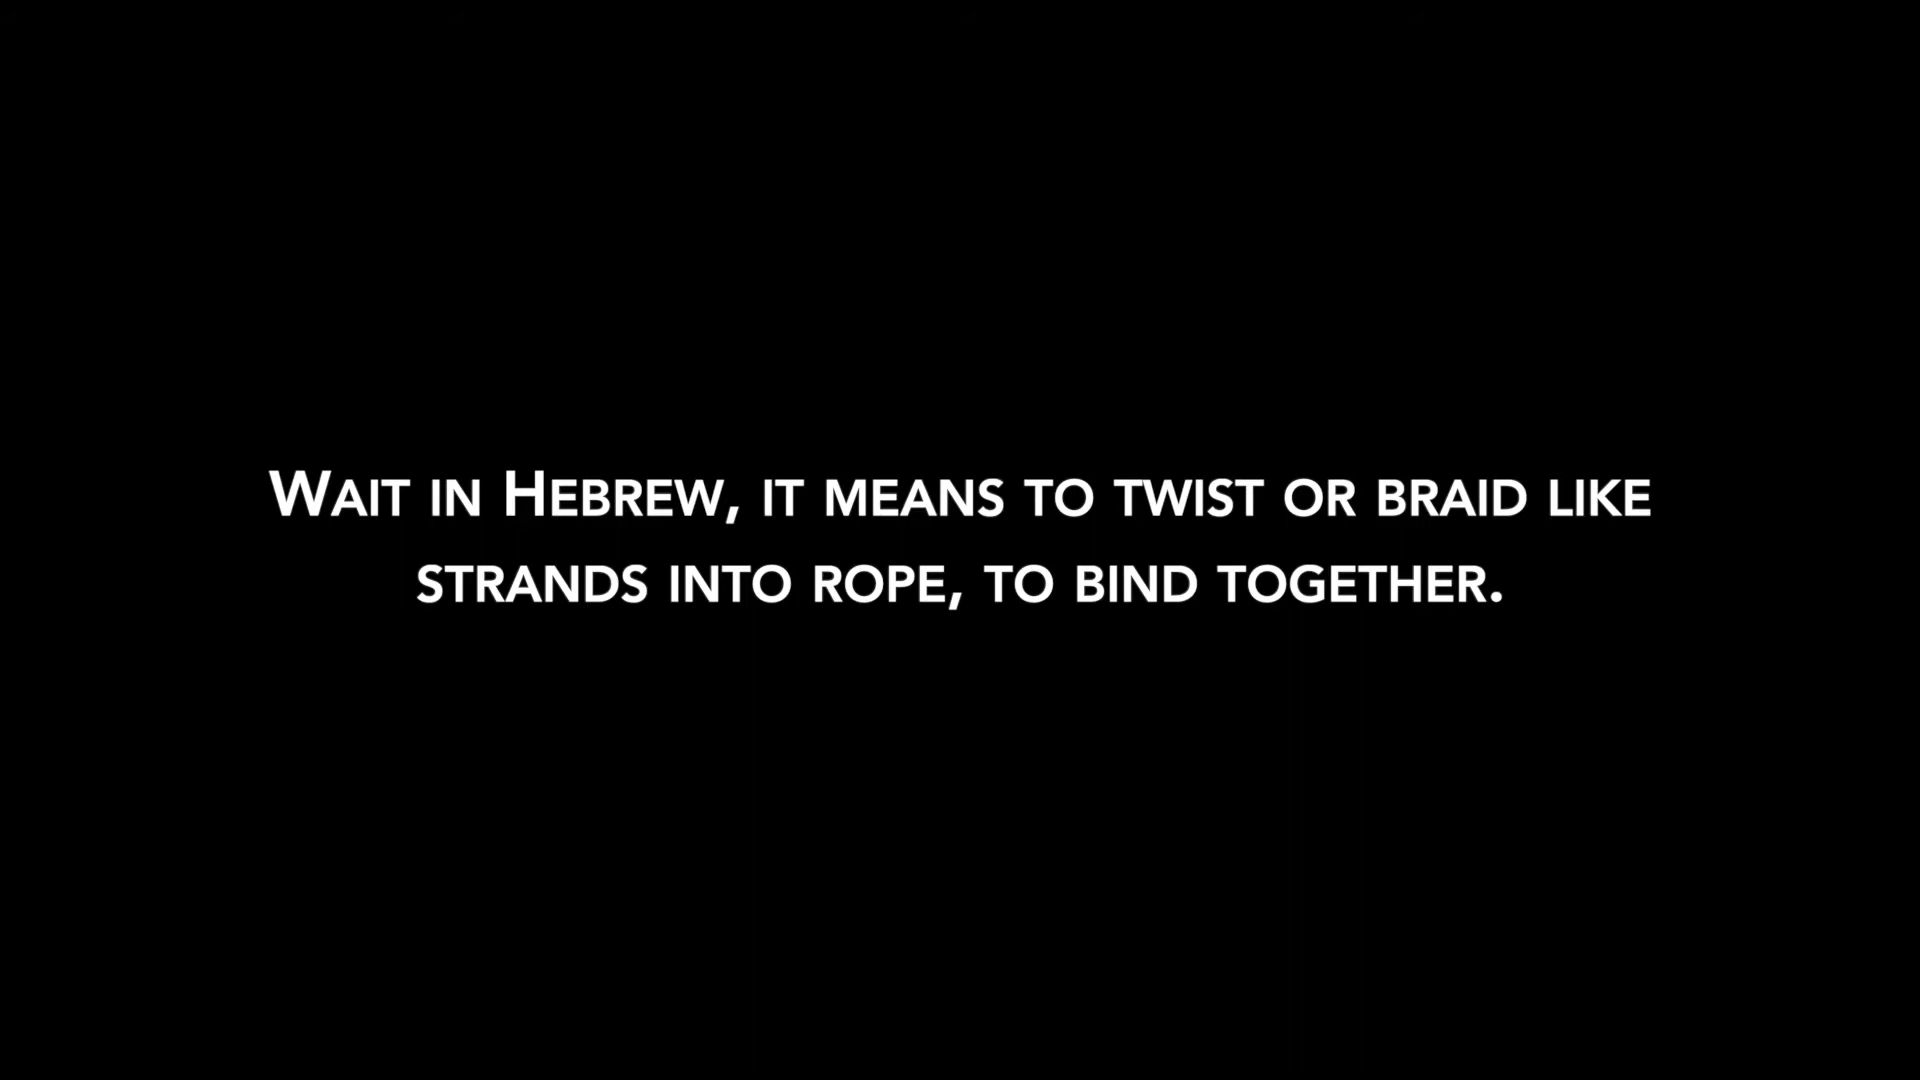 Wait in Hebrew, it means to twist or braid like
strands into rope, to bind together.